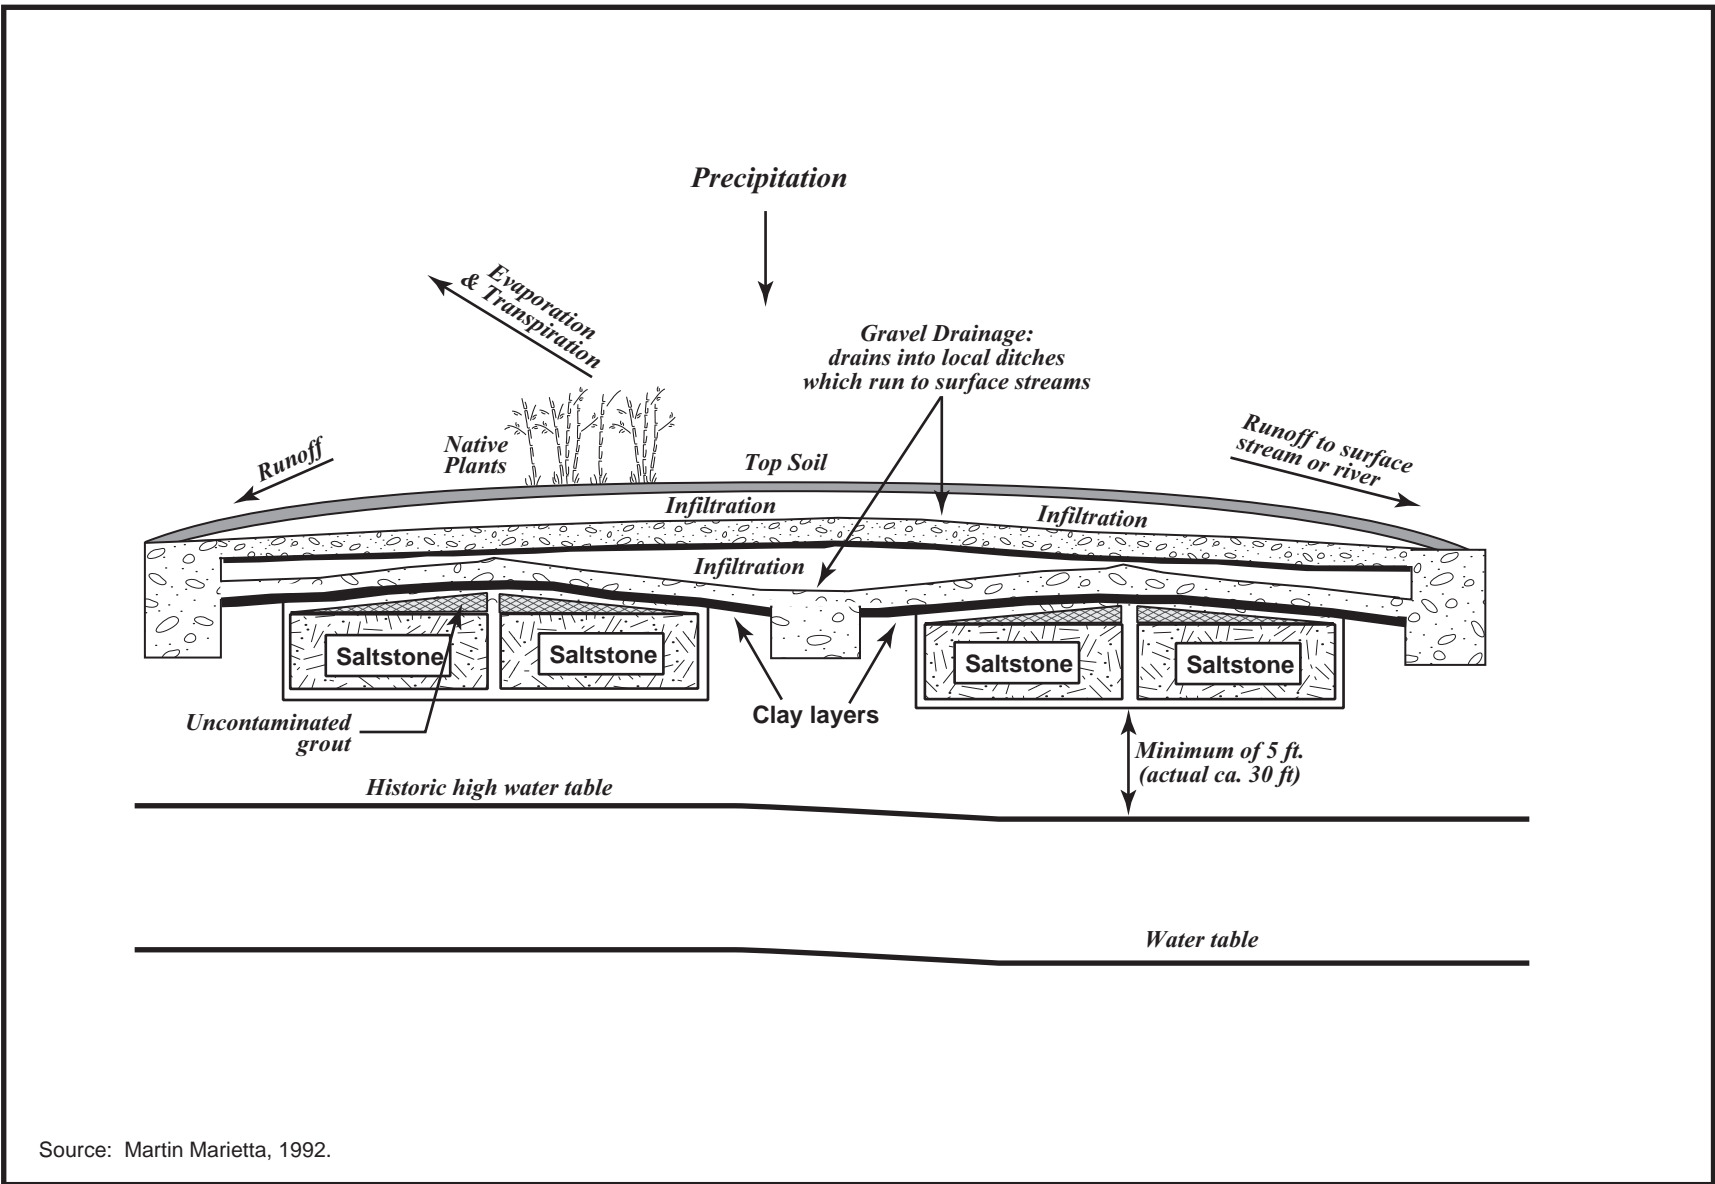 Precipitation
Evaporation
& Transpiration
Gravel Drainage:
drains into local ditches
which run to surface streams
Runoff
Native
Plants
Top Soil
Runoff to surface
stream or river
Infiltration
Infiltration
Infiltration
Saltstone
Saltstone
Saltstone
Saltstone
Uncontaminated
grout
Clay layers
Minimum of 5 ft.
(actual ca. 30 ft)
Historic high water table
Water table
Source: Martin Marietta, 1992.